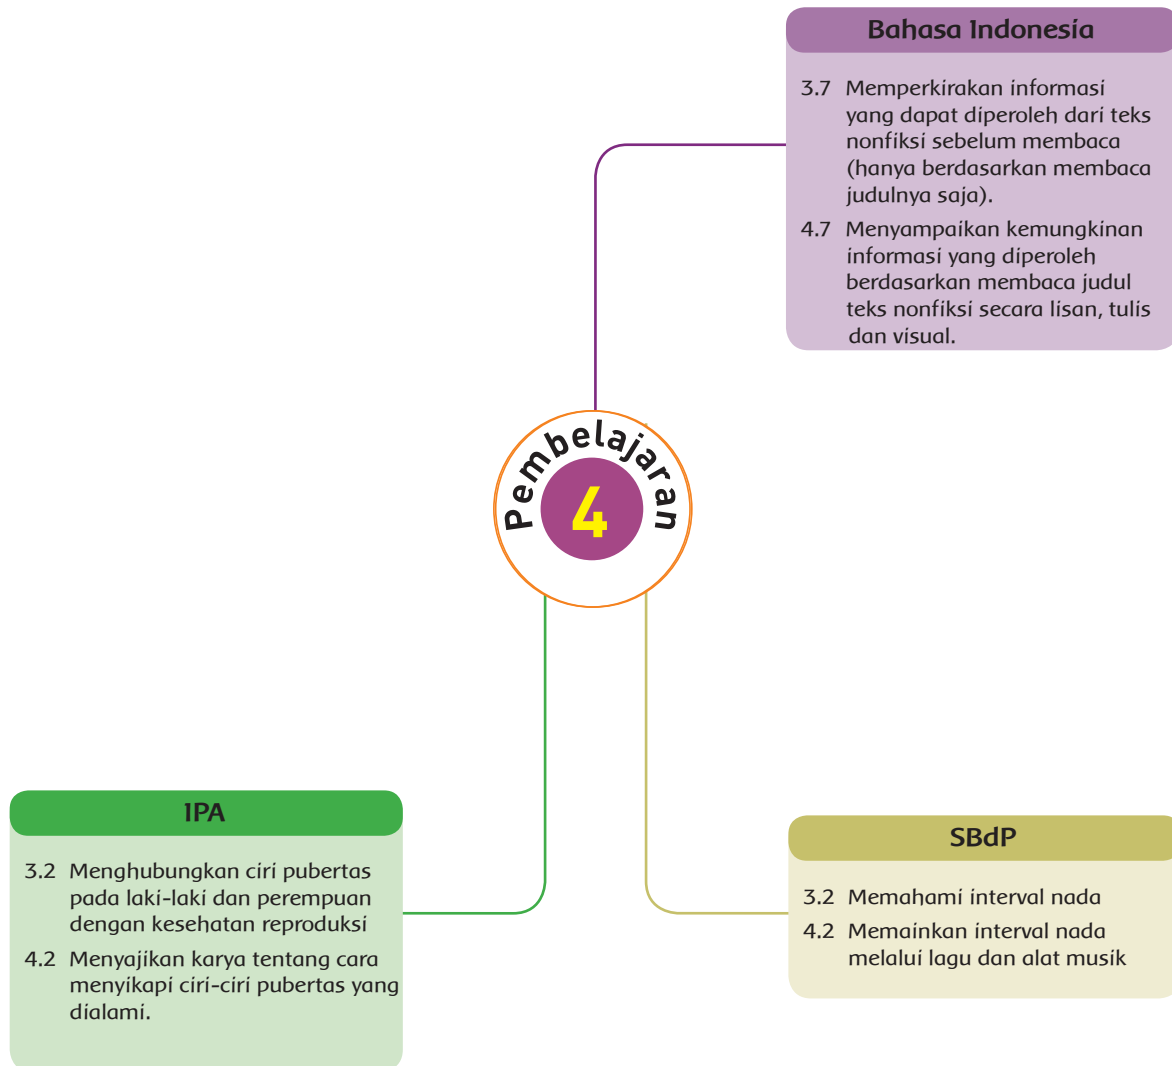 Bahasa Indonesia
3.7 Memperkirakan informasi
yang dapat diperoleh dari teks
nonfiksi sebelum membaca
(hanya berdasarkan membaca
judulnya saja).
4.7 Menyampaikan kemungkinan
informasi yang diperoleh
berdasarkan membaca judul
teks nonfiksi secara lisan, tulis
dan visual.
Pembelajaran
4
IPA
3.2 Menghubungkan ciri pubertas
pada laki-laki dan perempuan
dengan kesehatan reproduksi
4.2 Menyajikan karya tentang cara
menyikapi ciri-ciri pubertas yang
dialami.
SBdP
3.2 Memahami interval nada
4.2 Memainkan interval nada
melalui lagu dan alat musik